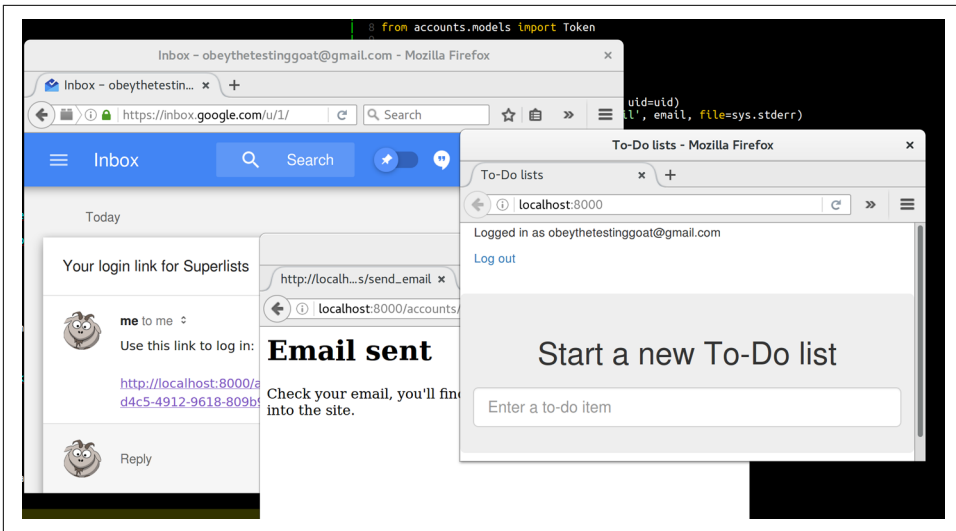 8 from accounts.models import Token
Inbox – obeythetestinggoat@gmail.com - Mozilla Firefox
Inbox – obeythetestin...
https://inbox.google.com/u/1/
Search
uid=uid)
', email, file=sys.stderr)
Inbox
Search
Today
Your login link for Superlists
me to me
Use this link to log in:
http://localhost:8000/a
d4c5-4912-9618-809b
Reply
http://localh...s/send_email
localhost:8000/accounts/
Email sent
Check your email, you'll
into the site.
To-Do lists - Mozilla Firefox
To-Do lists
localhost:8000
Logged in as obeythetestinggoat@gmail.com
Log out
Start a new To-Do list
Enter a to-do item